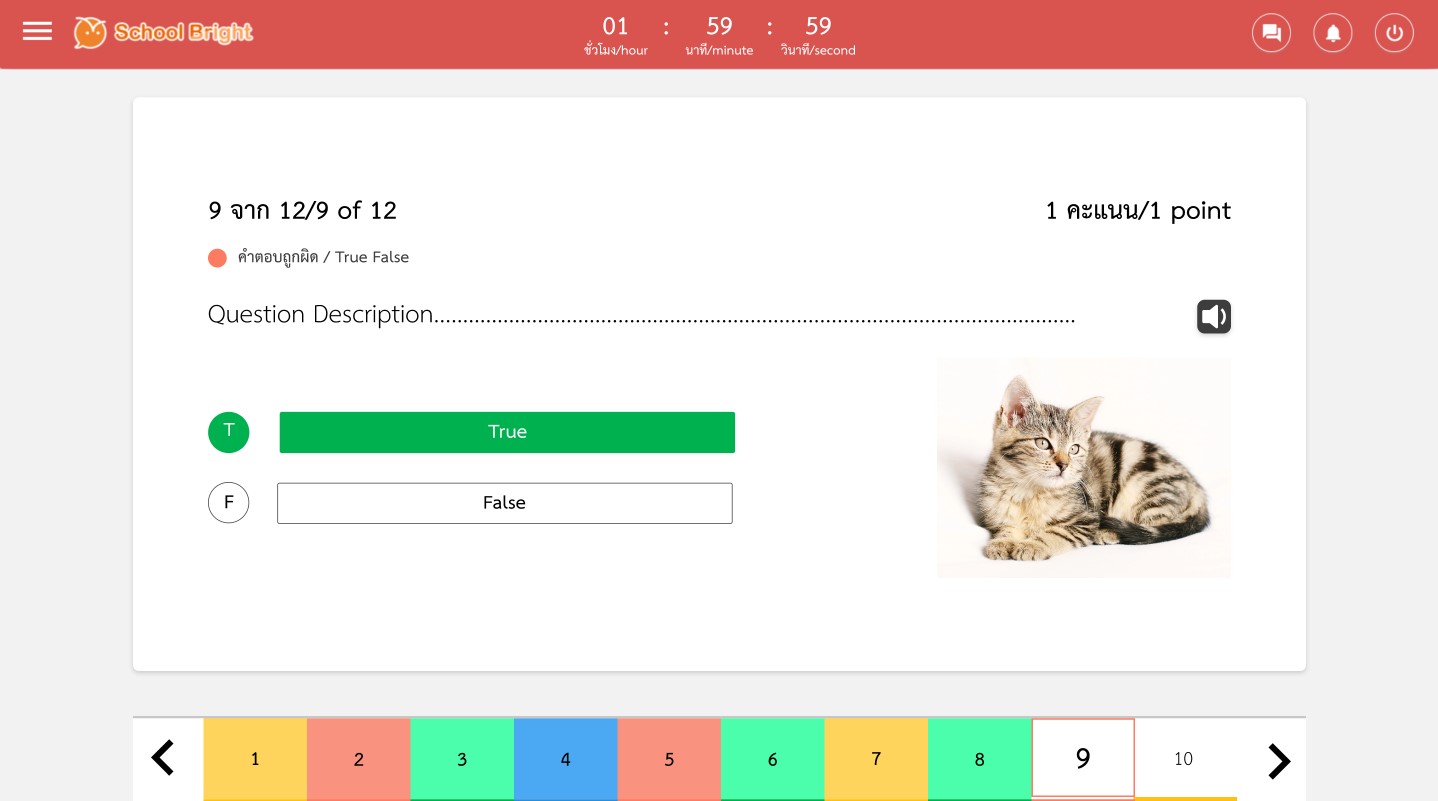 School Bright
01 : 59 : 59
ชั่วโมง/hour นาที/minute วินาที/second
9 จาก 12/9 of 12
1 คะแนน/1 point
คำตอบถูกผิด / True False
Question Description...............................................................................................................
T True
F False
1 2 3 4 5 6 7 8 9 10